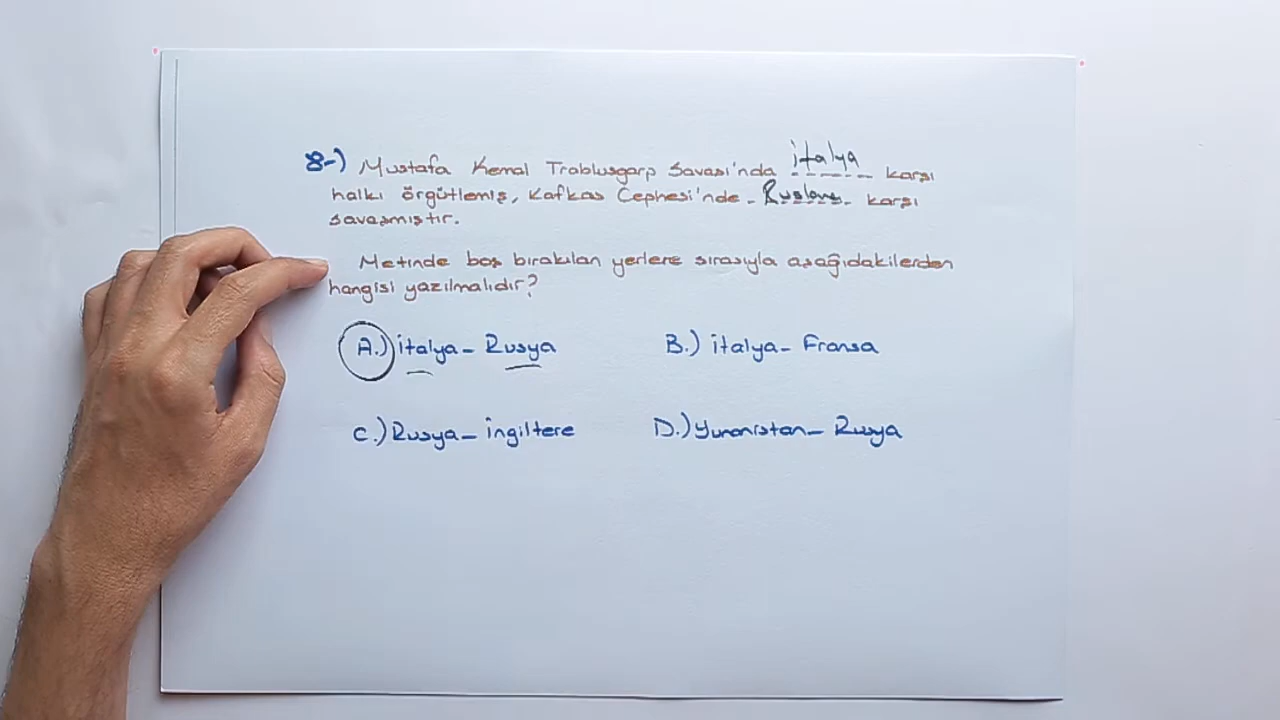 8-) Mustafa Kemal Trablusgarp Savası'nda italya karşı
halkı örgütlemiş, Kafkas Cephesi'nde Ruslara karşı
savaşmıştır.
Metinde boş bırakılan yerlere sırasıyla aşağıdakilerden
hangisi yazılmalıdır?
A.) italya - Rusya B.) italya - Fransa
C.) Rusya - ingiltere D.) Yunanistan - Rusya